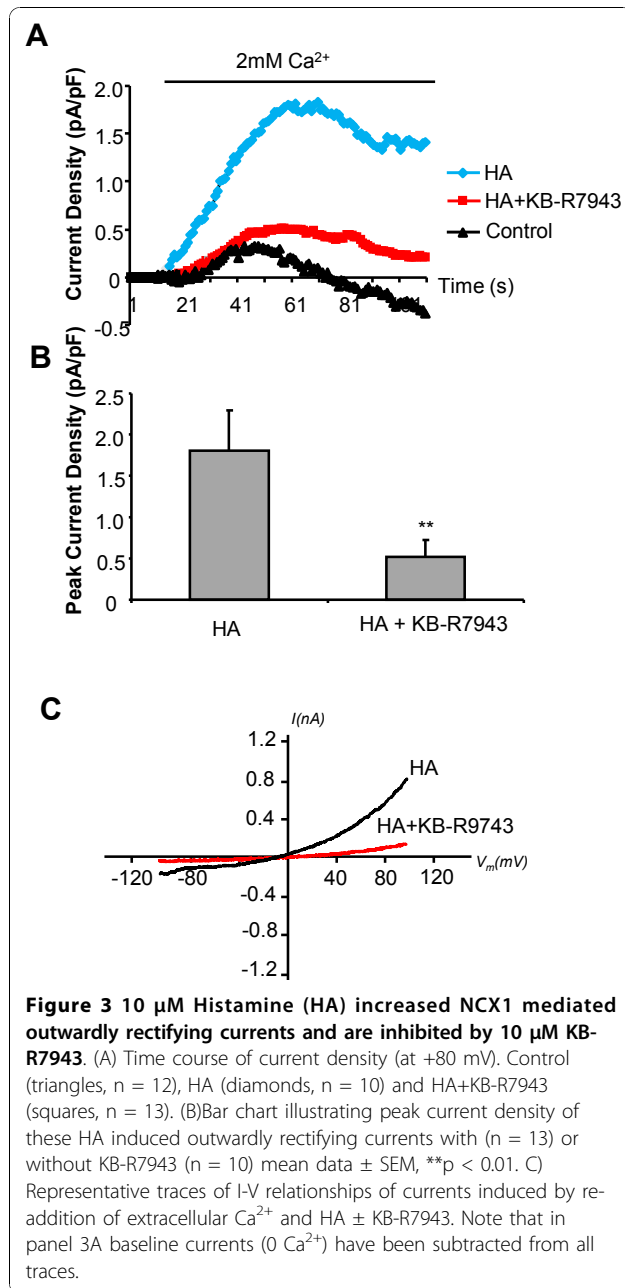 A
2mM Ca²⁺
Current Density (pA/pF)
2.0
1.5
1.0
0.5
0
-0.5
1 21 41 61 81
Time (s)
HA
HA+KB-R7943
Control
B
Peak Current Density (pA/pF)
2.5
2.0
1.5
1.0
0.5
0
**
HA
HA + KB-R7943
C
I(nA)
1.2
0.8
0.4
-0.4
-0.8
-1.2
HA
HA+KB-R9743
-120 -80 40 80 120
Vₘ(mV)
Figure 3 10 μM Histamine (HA) increased NCX1 mediated
outwardly rectifying currents and are inhibited by 10 μM KB-
R7943. (A) Time course of current density (at +80 mV). Control
(triangles, n = 12), HA (diamonds, n = 10) and HA+KB-R7943
(squares, n = 13). (B)Bar chart illustrating peak current density of
these HA induced outwardly rectifying currents with (n = 13) or
without KB-R7943 (n = 10) mean data ± SEM, **p < 0.01. C)
Representative traces of I-V relationships of currents induced by re-
addition of extracellular Ca²⁺ and HA ± KB-R7943. Note that in
panel 3A baseline currents (0 Ca²⁺) have been subtracted from all
traces.